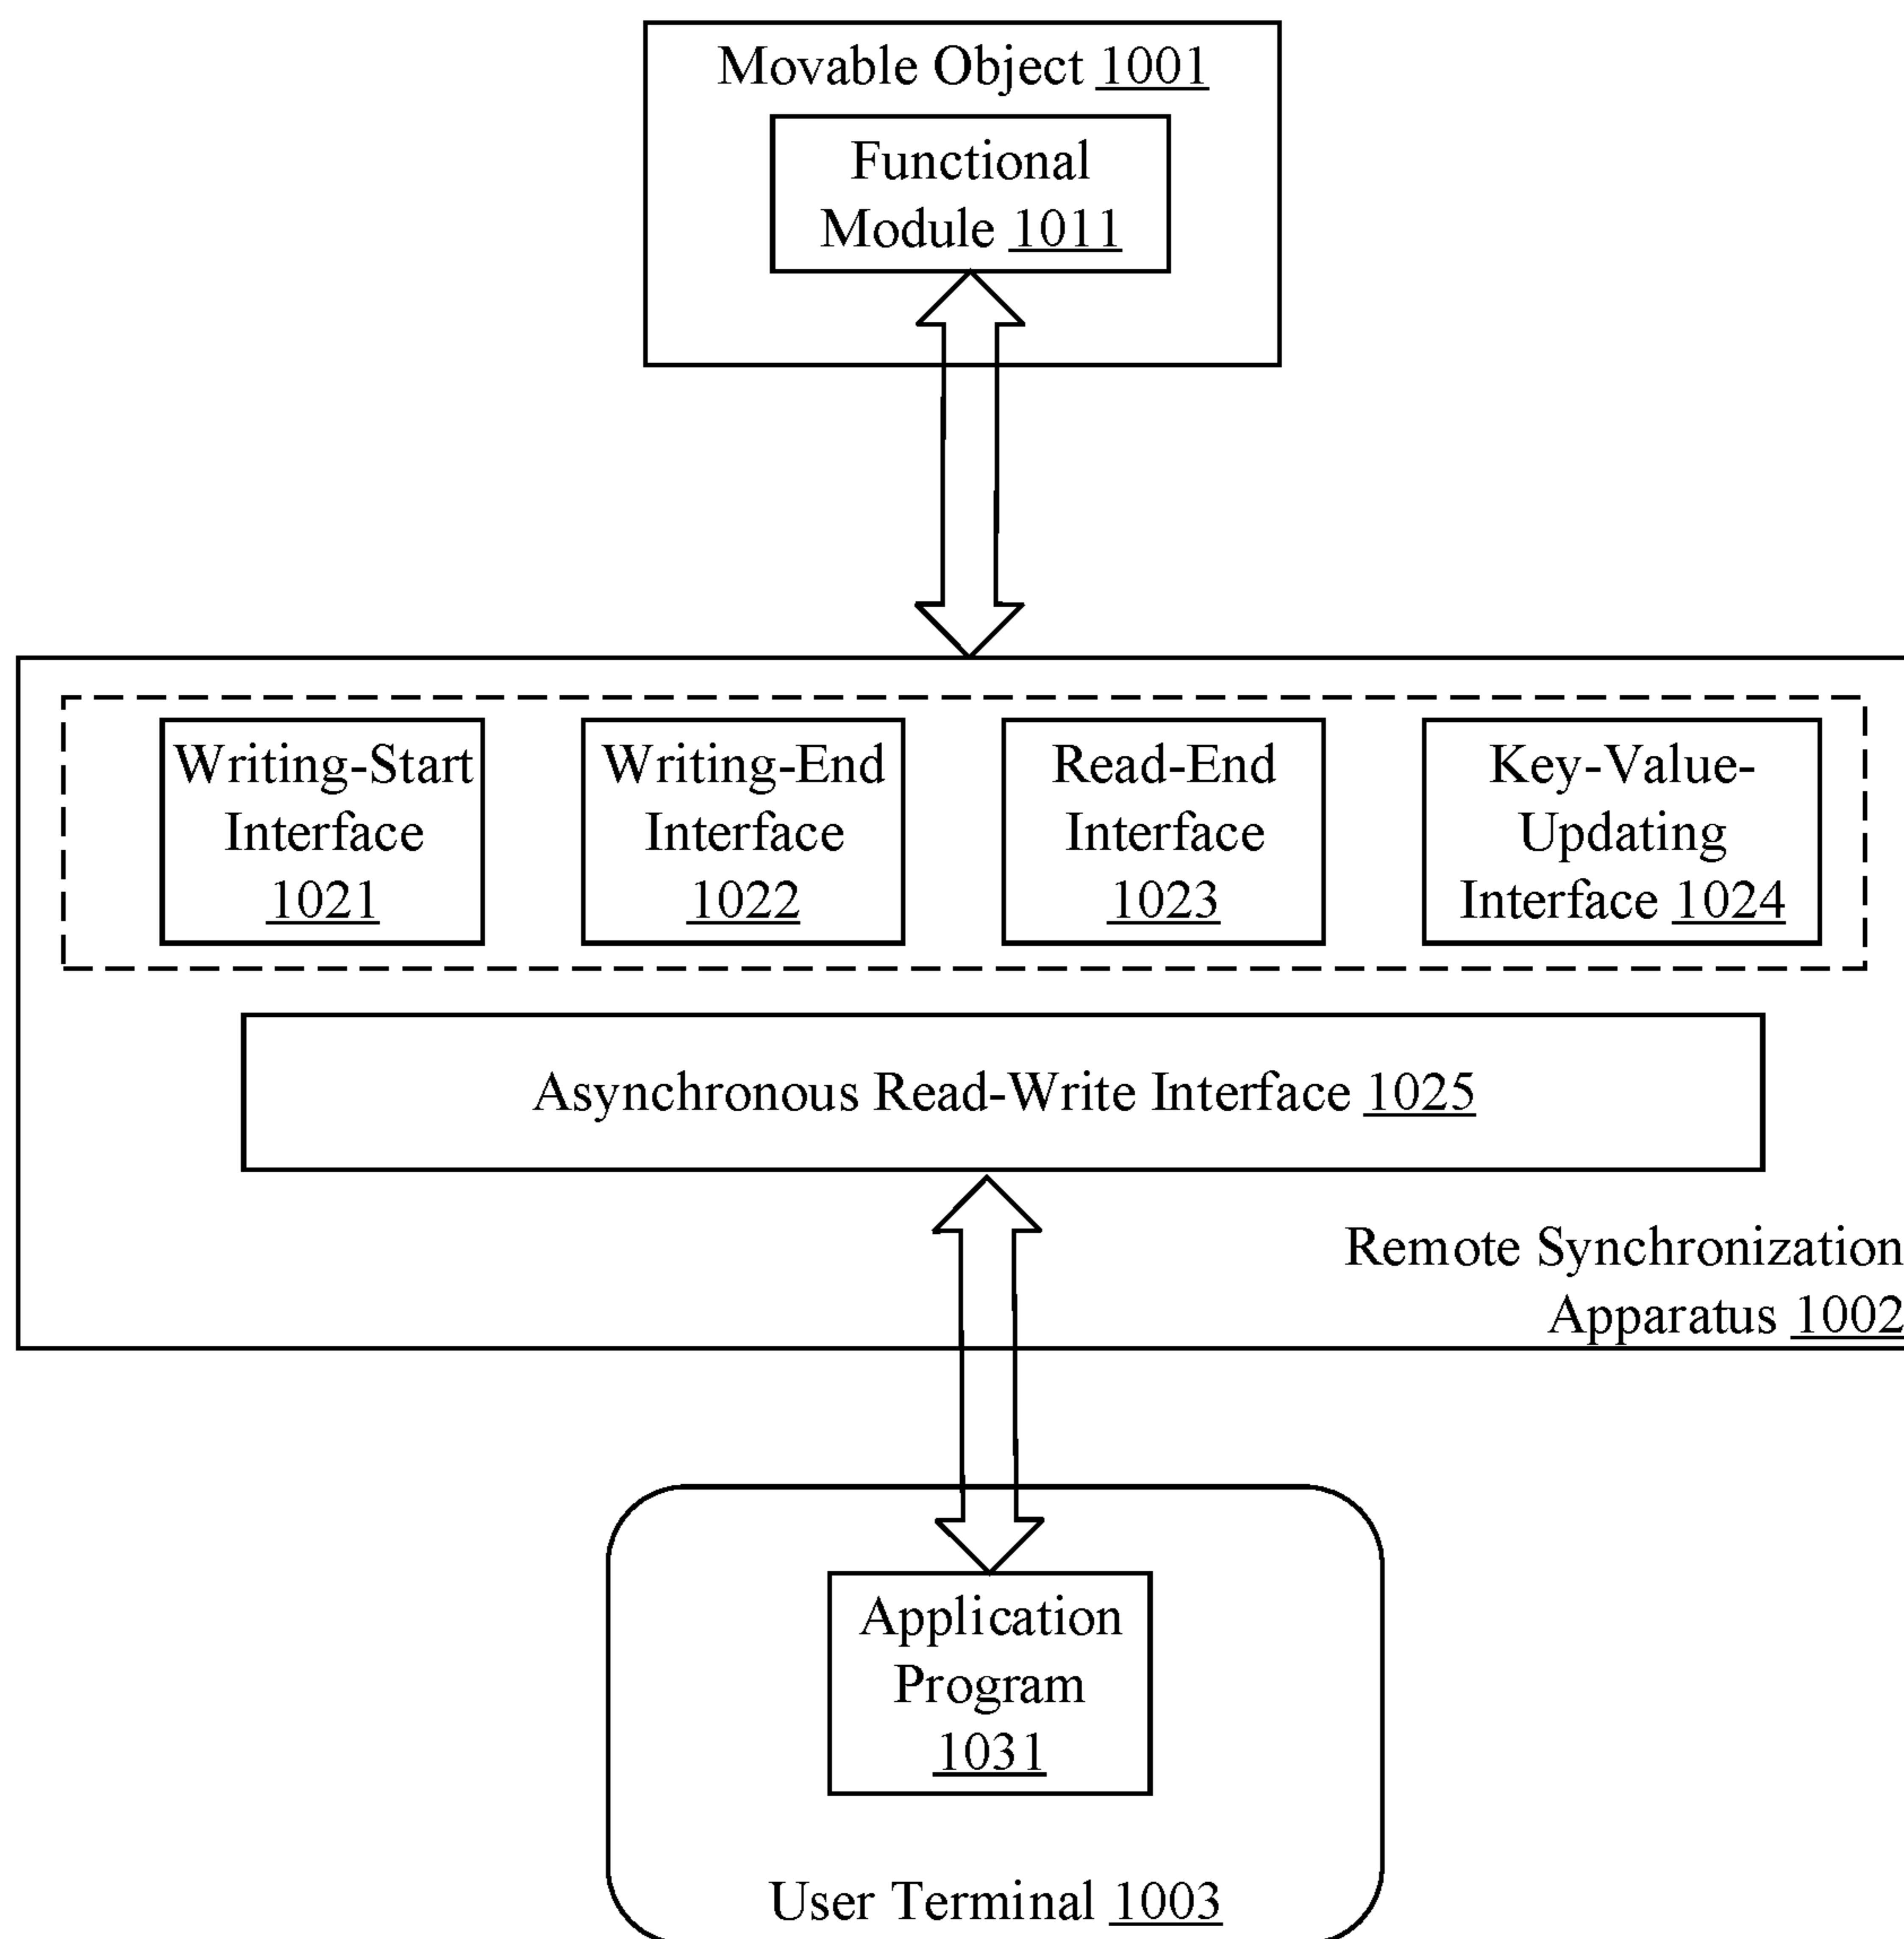 Movable Object 1001
Functional
Module 1011
Writing-Start
Interface
1021
Writing-End
Interface
1022
Read-End
Interface
1023
Key-Value-
Updating
Interface 1024
Asynchronous Read-Write Interface 1025
Remote Synchronization
Apparatus 1002
Application
Program
1031
User Terminal 1003